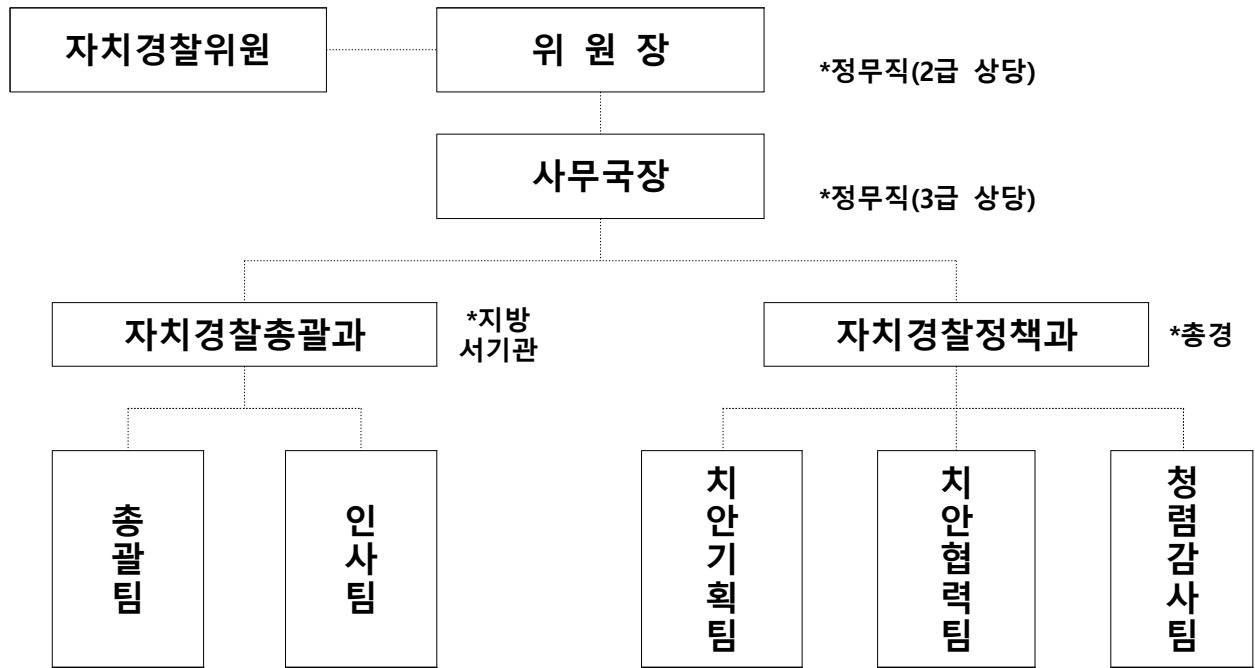 자치경찰위원
위 원 장
*정무직(2급 상당)
사무국장
*정무직(3급 상당)
자치경찰총괄과
*지방
서기관
자치경찰정책과
*총경
총괄팀
인사팀
치안기획팀
치안협력팀
청렴감사팀